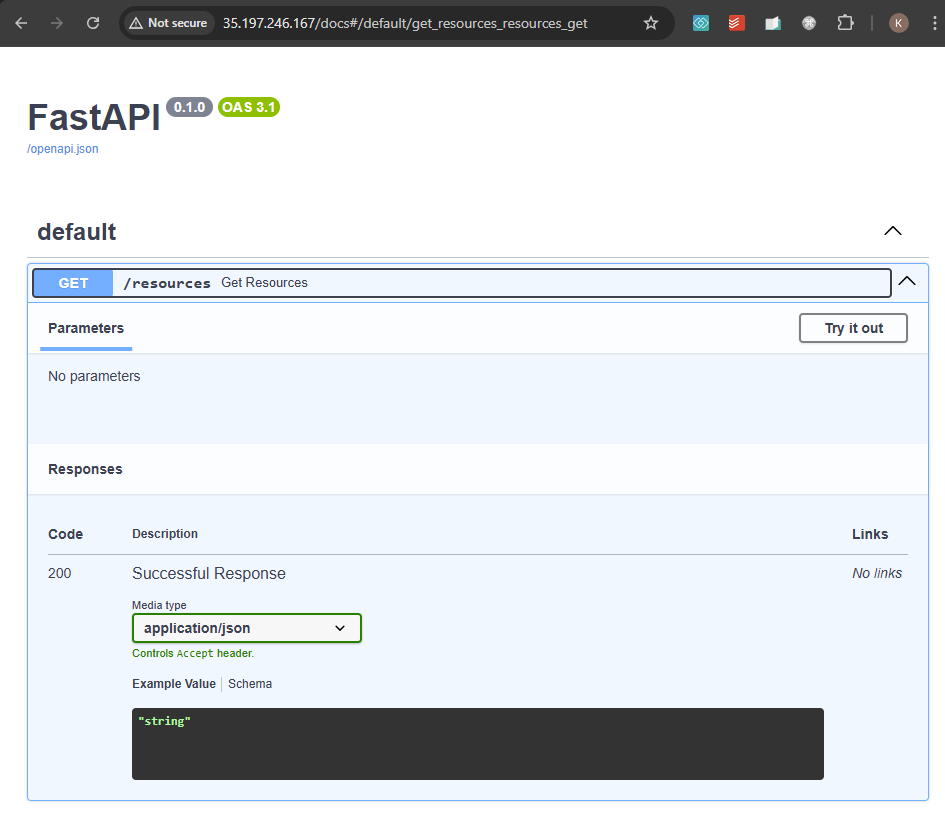 Not secure 35.197.246.167/docs#/default/get_resources_resources_get K
FastAPI 0.1.0 OAS 3.1
/openapi.json
default
GET /resources Get Resources
Parameters Try it out
No parameters
Responses
Code Description Links
200 Successful Response No links
Media type
application/json
Controls Accept header.
Example Value Schema
"string"